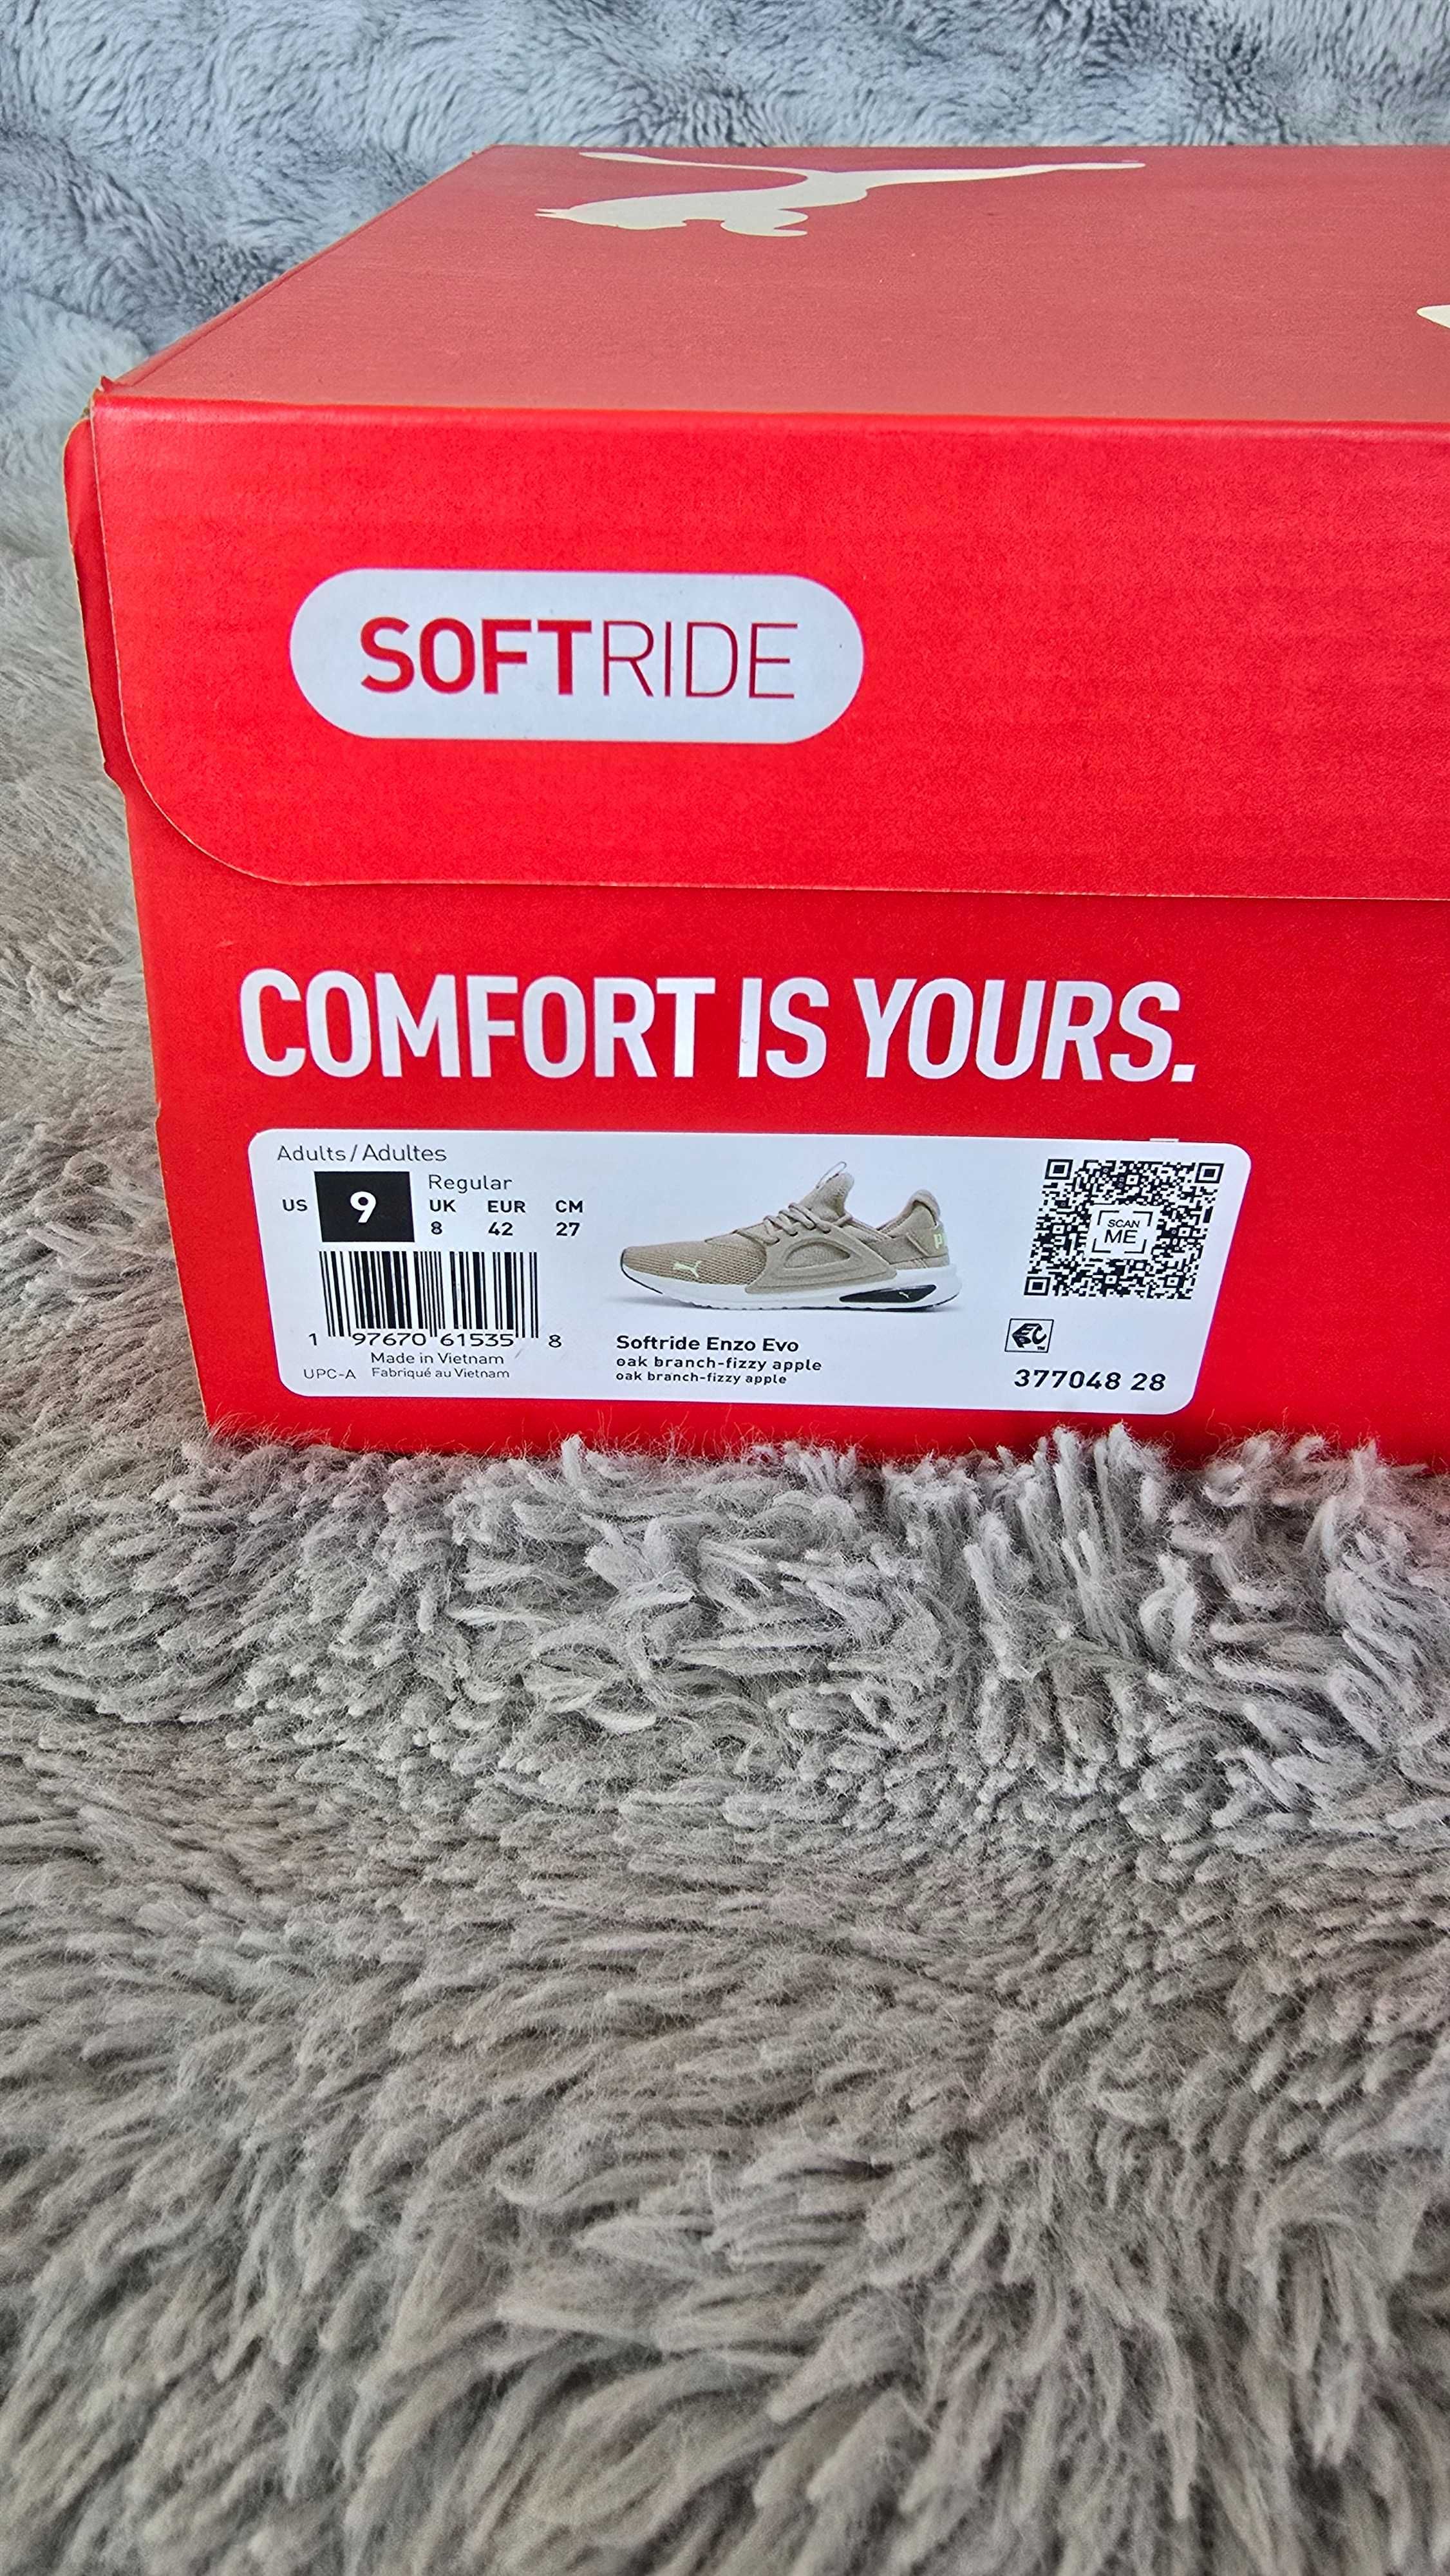 SOFTRIDE
COMFORT IS YOURS.
Adults / Adultes
US 9 Regular
UK EUR CM
8 42 27
1 97670 61535 8
Made in Vietnam
UPC-A Fabriqué au Vietnam
Softride Enzo Evo
oak branch-fizzy apple
oak branch-fizzy apple
SCAN
ME
377048 28